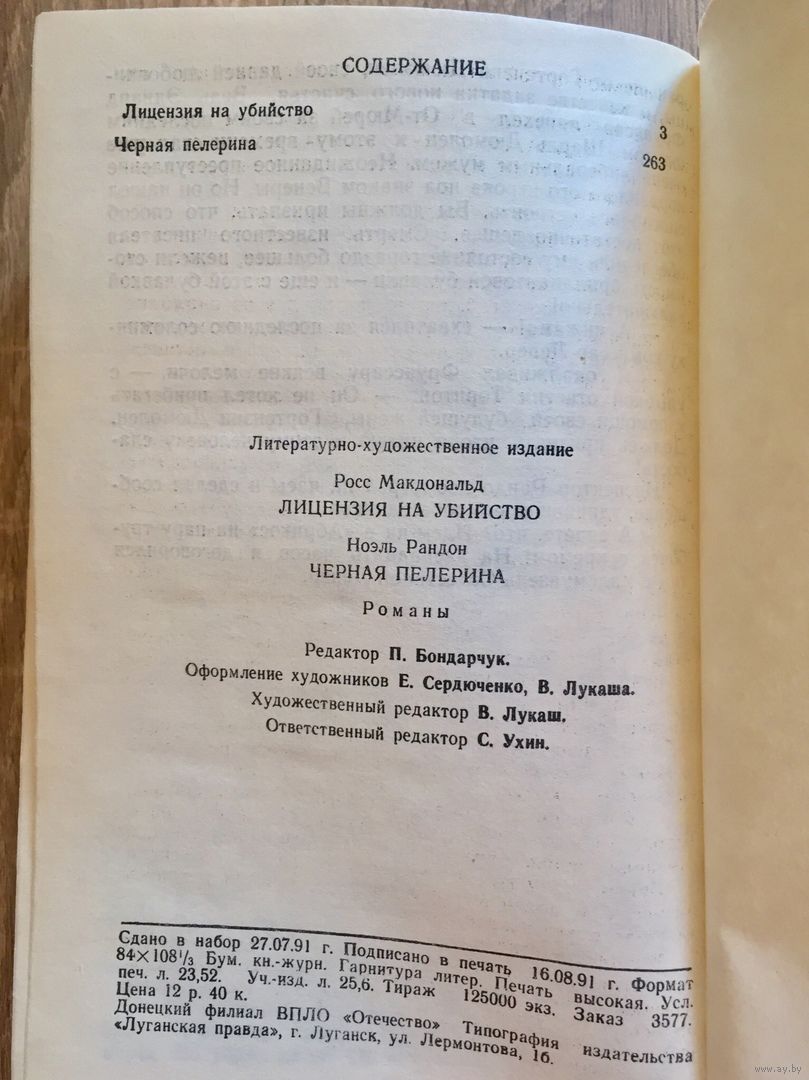 СОДЕРЖАНИЕ
Лицензия на убийство 3
Черная пелерина 263
Литературно-художественное издание
Росс Макдональд
ЛИЦЕНЗИЯ НА УБИЙСТВО
Ноэль Рандон
ЧЕРНАЯ ПЕЛЕРИНА
Романы
Редактор П. Бондарчук.
Оформление художников Е. Сердюченко, В. Лукаша.
Художественный редактор В. Лукаш.
Ответственный редактор С. Ухин.
Сдано в набор 27.07.91 г. Подписано в печать 16.08.91 г. Формат
84×108¹/₃ Бум. кн.-журн. Гарнитура литер. Печать высокая. Усл.
печ. л. 23,52. Уч.-изд. л. 25,6. Тираж 125000 экз. Заказ 3577.
Цена 12 р. 40 к.
Донецкий филиал ВПЛО «Отечество» Типография издательства
«Луганская правда», г. Луганск, ул. Лермонтова, 1б.
www.ay.by